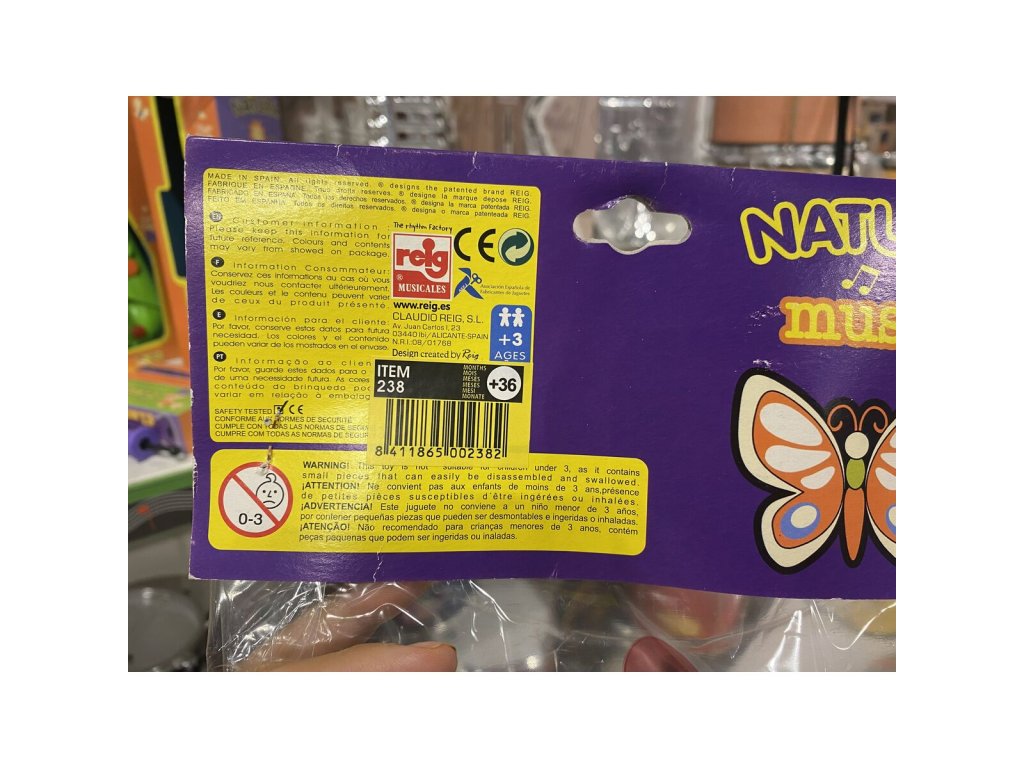 MADE IN SPAIN. All rights reserved. ® designs the patented brand REIG.
FABRIQUE EN ESPAGNE. Tous droits reserves. ® designe la marque depose REIG.
FABRICADO EN ESPAÑA. Todos los derechos reservados. ® designa la marca patentada REIG.
FEITO EM ESPANHA. Todos os direitos reservados. ® designa o marca patenteada REIG.
EN Customer information :
Please keep this information for
future reference. Colours and contents
may vary from showed on package.
F Information Consommateur:
Conservez ces informations au cas où vous
voudriez nous contacter ultérieurement.
Les couleurs et le contenu peuvent varier
de ceux du produit présenté.
E Información para el cliente:
Por favor, conserve estos datos para futura
necesidad. Los colores y el contenido
pueden variar de los mostrados en el envase.
PT Informação ao clien
Por favor, guarde estes dados para o
de uma necessidade futura. As cores
conteúdo do brinquedo po
variar em relação à embalag
SAFETY TESTED CE
CONFORME AUX NORMES DE SECURITÉ
CUMPLE CON TODAS LAS NORMAS DE SEGU
CUMPRE COM TODAS AS NORMAS DE SEGUR
The rhythm Factory
reig
® MUSICALES
CE
Asociación Española de
Fabricantes de Juguetes
www.reig.es
CLAUDIO REIG, S.L.
Av. Juan Carlos I, 23
03440 Ibi/ALICANTE-SPAIN
N.R.I.:08/01768
Design created by Reig
+3
AGES
ITEM
238
MONTHS
MOIS
MESES
MESES
MESI
MONATE
+36
8 411865 002382
0-3
WARNING! This toy is not suitable for children under 3, as it contains
small pieces that can easily be disassembled and swallowed.
¡ATTENTION! Ne convient pas aux enfants de moins de 3 ans,présence
de petites pièces susceptibles d'être ingérées ou inhalées.
¡ADVERTENCIA! Este juguete no conviene a un niño menor de 3 años,
por contener pequeñas piezas que pueden ser desmontables e ingeridas o inhaladas.
¡ATENÇÃO! Não recomendado para crianças menores de 3 anos, contém
peças paquenas que podem ser ingeridas ou inaladas.
NATU
mus